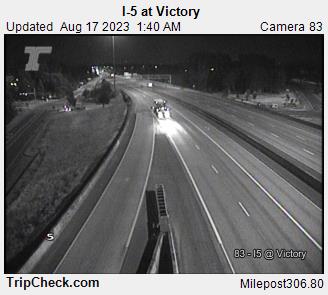 I-5 at Victory
Updated Aug 17 2023 1:40 AM Camera 83
T
S
83 - I5 @ Victory
TripCheck.com Milepost306.80